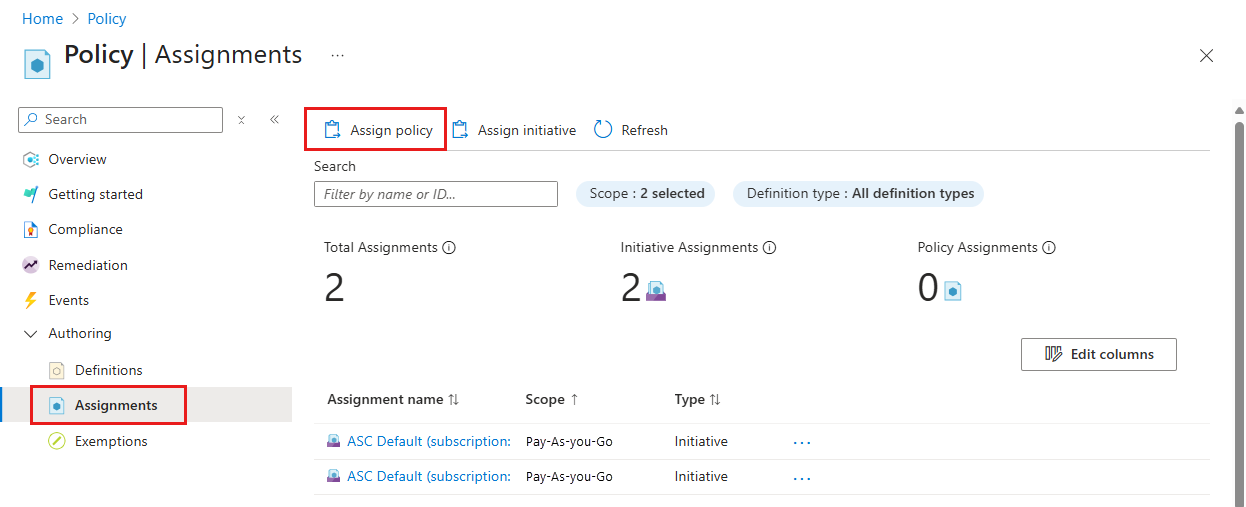 Home > Policy
Policy | Assignments ...
Search
Overview
Getting started
Compliance
Remediation
Events
Authoring
Definitions
Assignments
Exemptions
Assign policy Assign initiative Refresh
Search
Filter by name or ID... Scope : 2 selected Definition type : All definition types
Total Assignments Initiative Assignments Policy Assignments
2 2 0
Edit columns
Assignment name ↑↓ Scope ↑ Type ↑↓
ASC Default (subscription: Pay-As-you-Go Initiative ...
ASC Default (subscription: Pay-As-you-Go Initiative ...